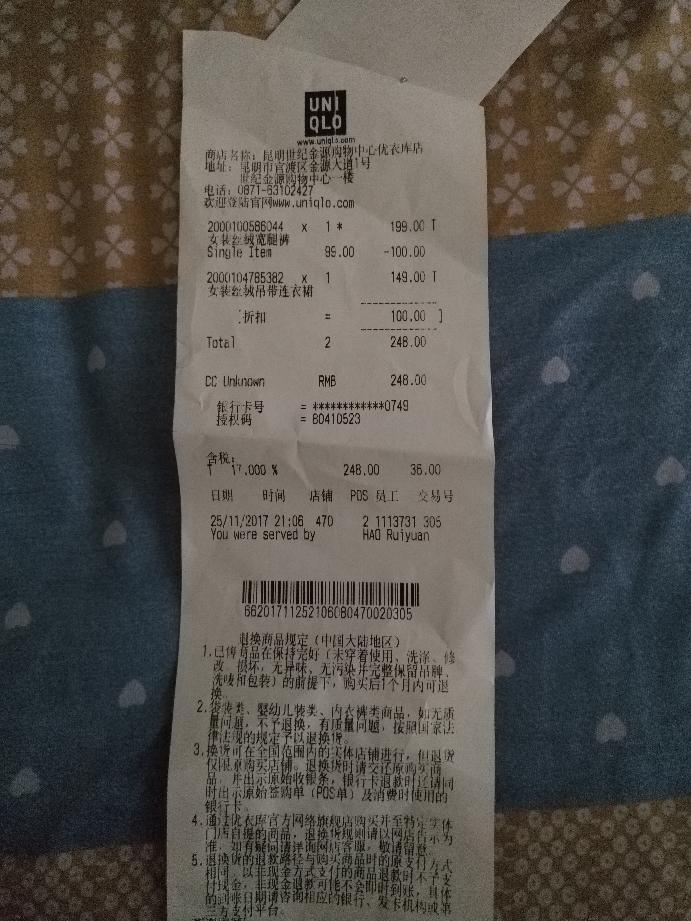 UNI
QLO
www.uniqlo.com
商店名称: 昆明世纪金源购物中心优衣库店
地址: 昆明市官渡区金源大道1号
世纪金源购物中心一楼
电话: 0871-63102427
欢迎登陆官网www.uniqlo.com
2000100586044 x 1 * 199.00 T
女装丝绒宽腿裤
Single Item 99.00 -100.00
2000104785382 x 1 149.00 T
女装丝绒吊带连衣裙
[折扣 = 100.00 ]
Total 2 248.00
CC Unknown RMB 248.00
银行卡号 = ************0749
授权码 = 80410523
含税:
T 17.000 % 248.00 36.00
日期 时间 店铺 POS 员工 交易号
25/11/2017 21:06 470 2 1113731 305
You were served by HAO Ruiyuan
6620171125210608047002030​5
退换商品规定 (中国大陆地区)
1.已售商品在保持完好 (未穿着使用、洗涤、修
改、损坏, 无异味、无污染并完整保留吊牌、
洗唛和包装) 的前提下, 购买后1个月内可退
换。
2.袋装类、婴幼儿装类、内衣裤类商品, 如无质
量问题, 不予退换, 有质量问题, 按照国家法
律法规的规定予以退换货。
3.换货可在全国范围内的实体店铺进行, 但退货
仅限原购买店铺。退换货时请交还原购买商
品, 并出示原始收银条, 银行卡退款时还请同
时出示原始签购单 (POS单) 及消费时使用的
银行卡。
4.通过优衣库官方网络旗舰店购买并至特定实体
门店自提的商品, 退换货规则请以网店告示为
准, 如有疑问请详询网店客服, 敬请留意。
5.退换货的退款路径与购买商品时的原支付方式
相同, 以非现金方式支付的商品退款时不予
付现金, 非现金退款可能不会即时到账, 具体
的到账日期请咨询相应的银行、发卡机构或第
三方支付平台。